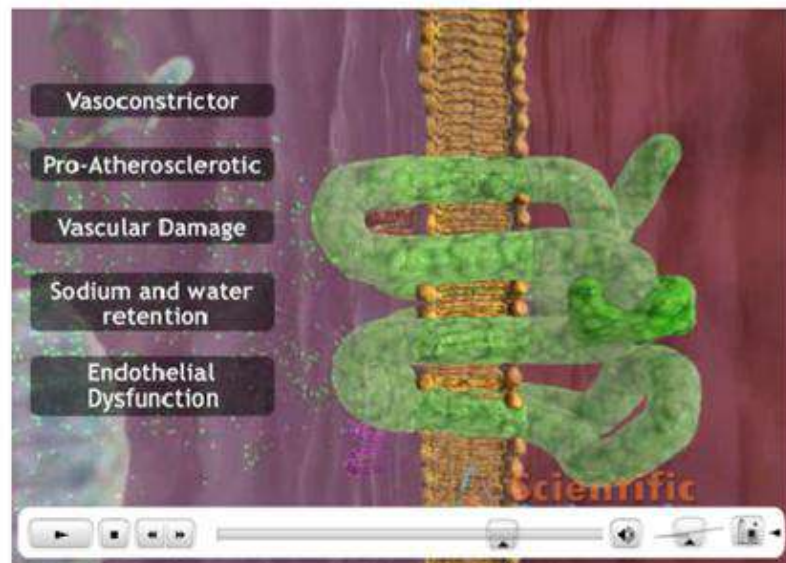 Vasoconstrictor
Pro-Atherosclerotic
Vascular Damage
Sodium and water
retention
Endothelial
Dysfunction
Scientific